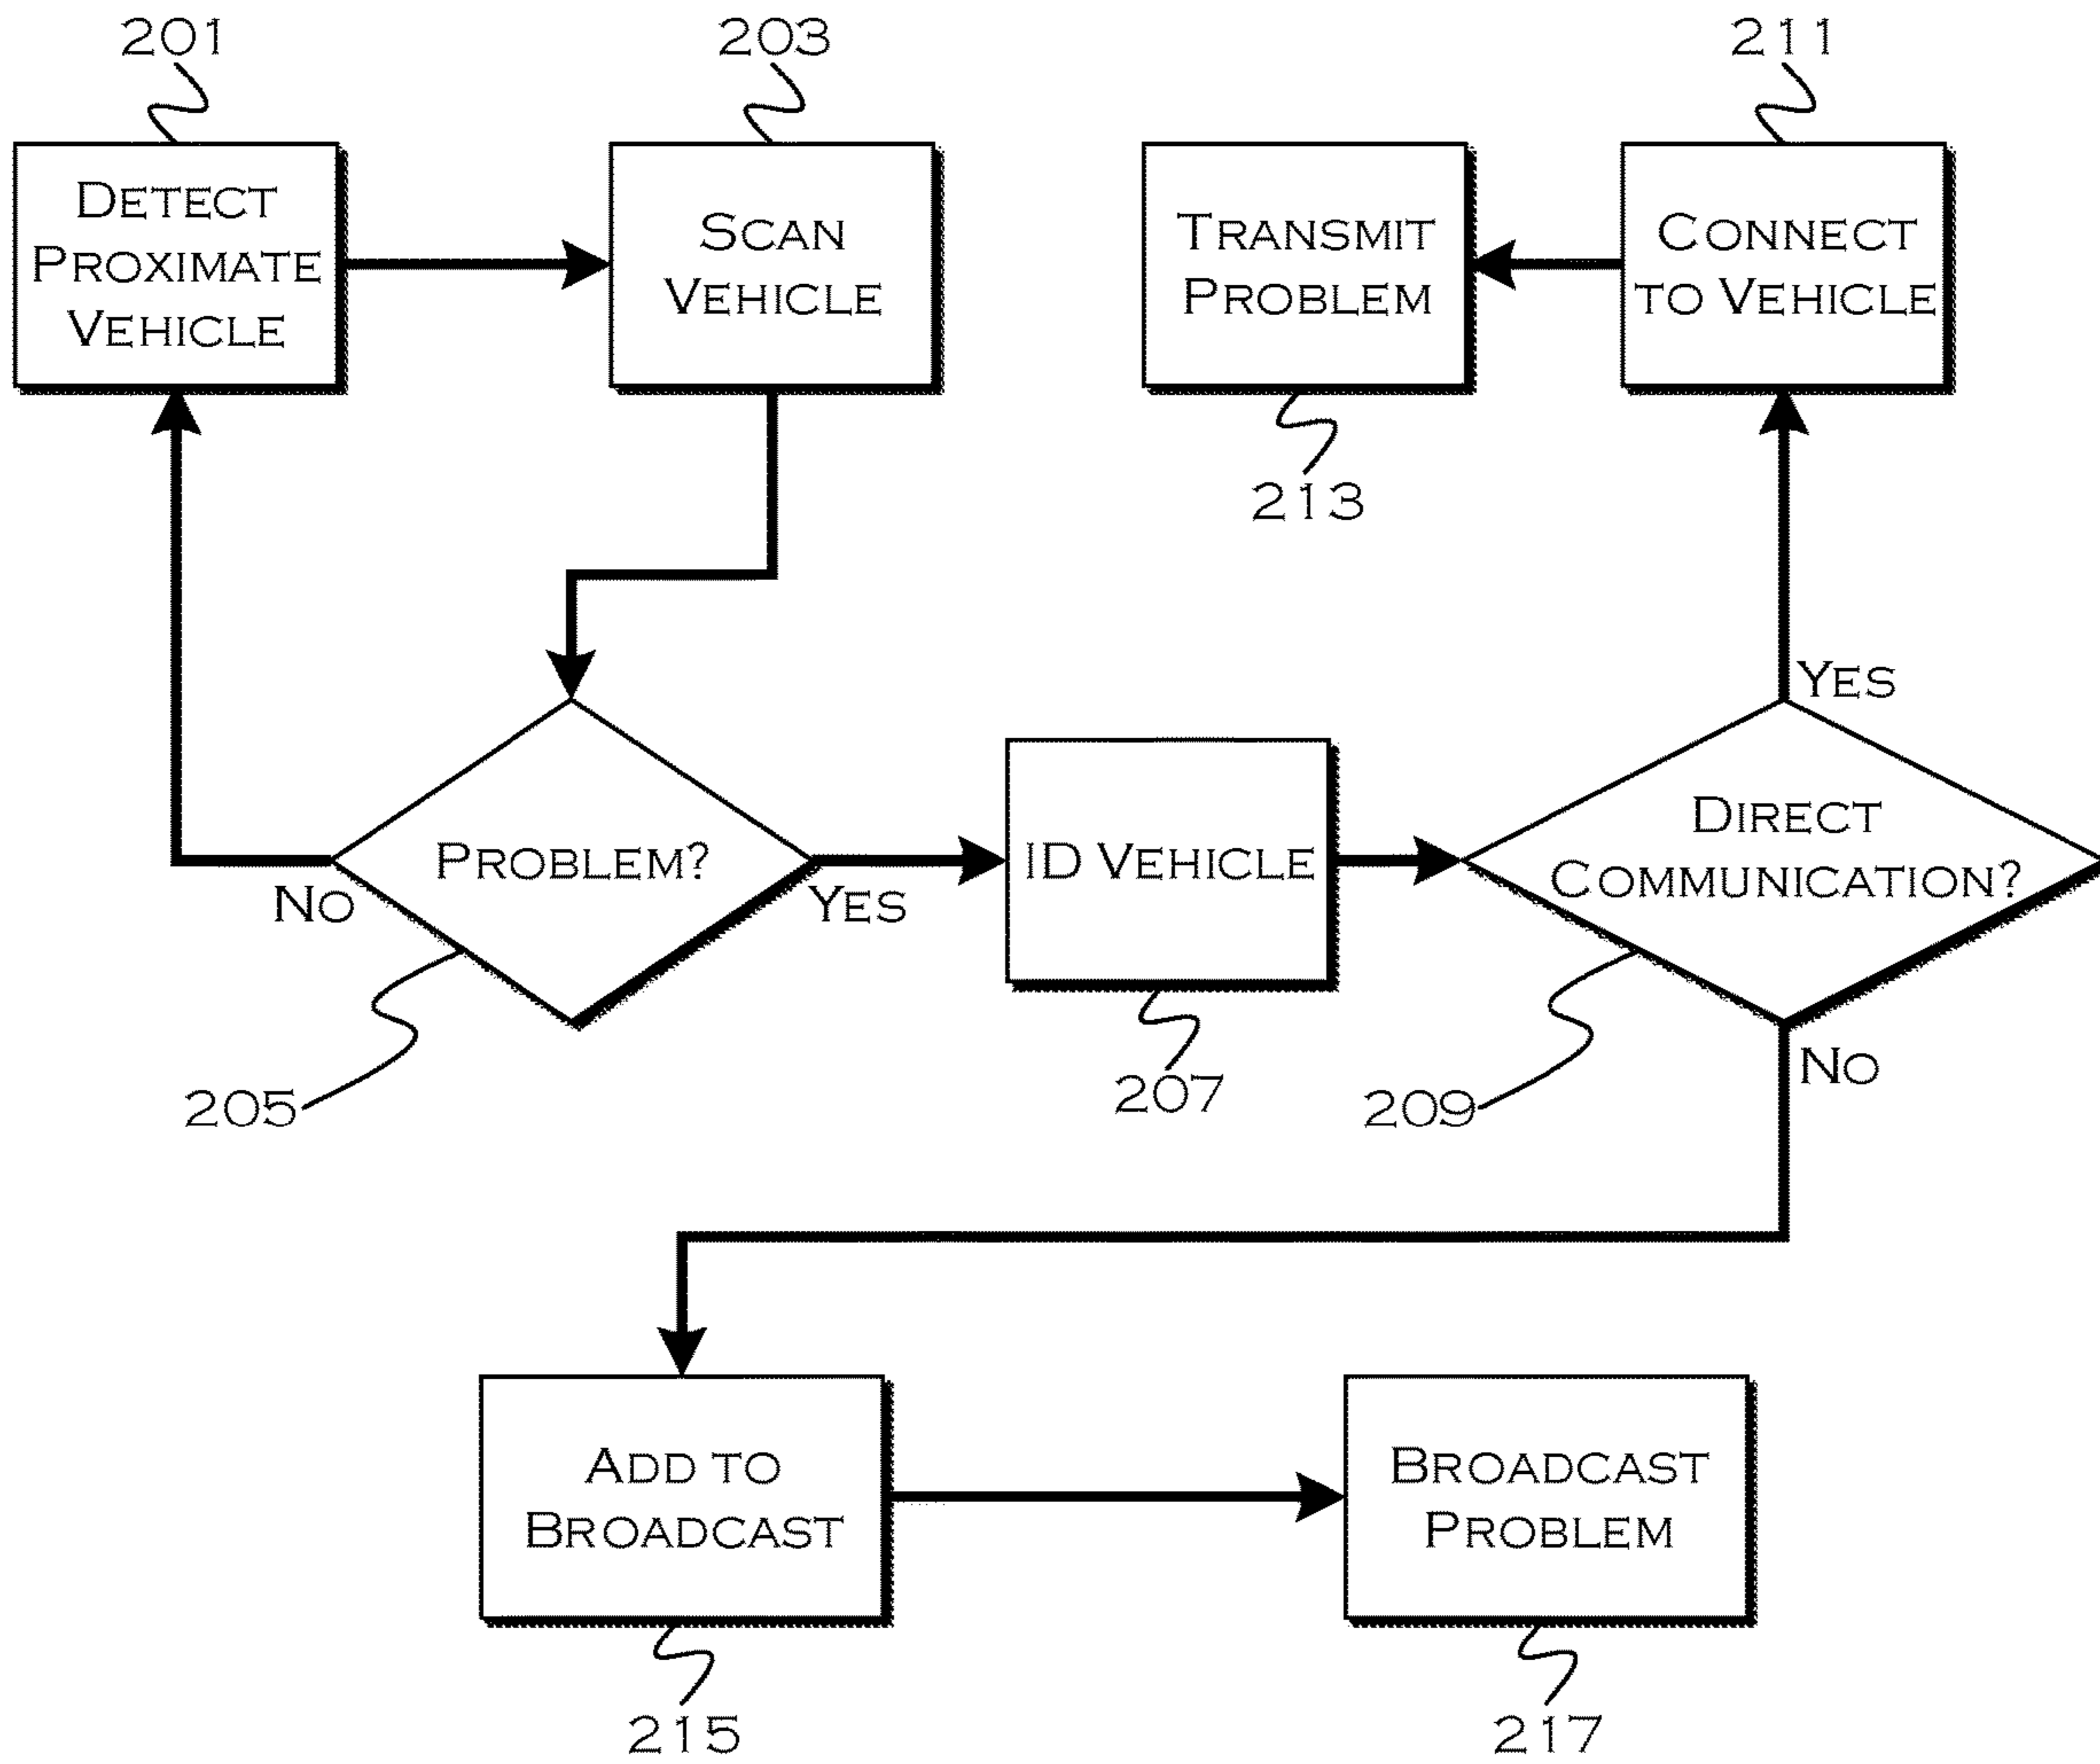 201
203
211
DETECT
PROXIMATE
VEHICLE
SCAN
VEHICLE
TRANSMIT
PROBLEM
CONNECT
TO VEHICLE
213
YES
PROBLEM?
NO
YES
ID VEHICLE
DIRECT
COMMUNICATION?
NO
205
207
209
ADD TO
BROADCAST
BROADCAST
PROBLEM
215
217